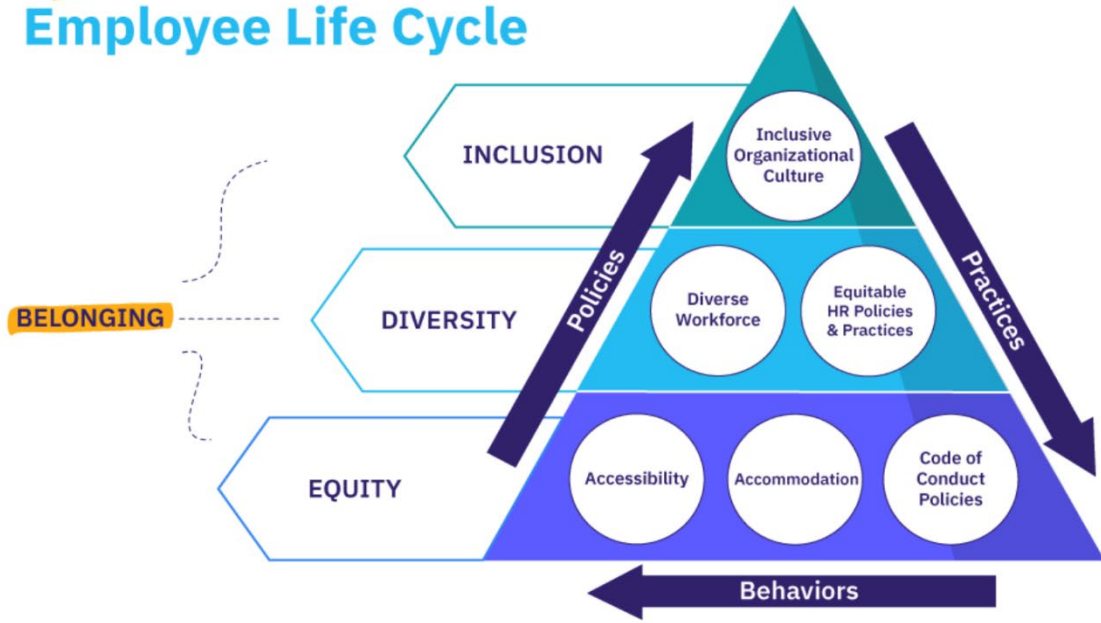 Employee Life Cycle
INCLUSION
Inclusive
Organizational
Culture
Policies
Practices
BELONGING
DIVERSITY
Diverse
Workforce
Equitable
HR Policies
& Practices
EQUITY
Accessibility
Accommodation
Code of
Conduct
Policies
Behaviors